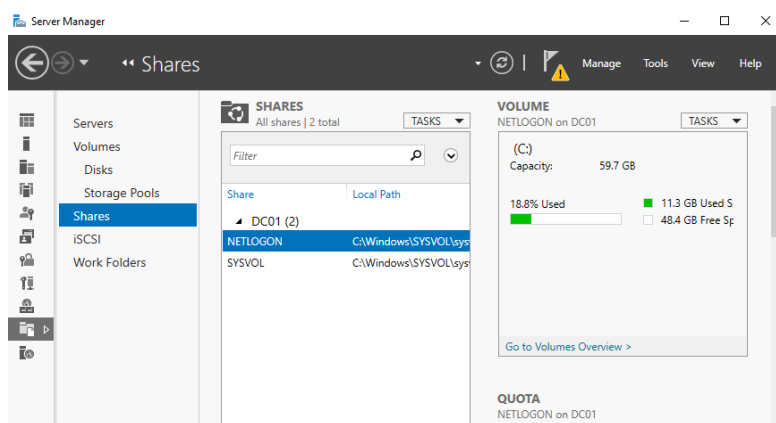 Server Manager
Shares
Manage Tools View Help
Servers
Volumes
Disks
Storage Pools
Shares
iSCSI
Work Folders
SHARES
All shares | 2 total
TASKS
Filter
Share Local Path
DC01 (2)
NETLOGON C:\Windows\SYSVOL\sys
SYSVOL C:\Windows\SYSVOL\sys
VOLUME
NETLOGON on DC01
TASKS
(C:)
Capacity: 59.7 GB
18.8% Used
11.3 GB Used S
48.4 GB Free Sp
Go to Volumes Overview >
QUOTA
NETLOGON on DC01